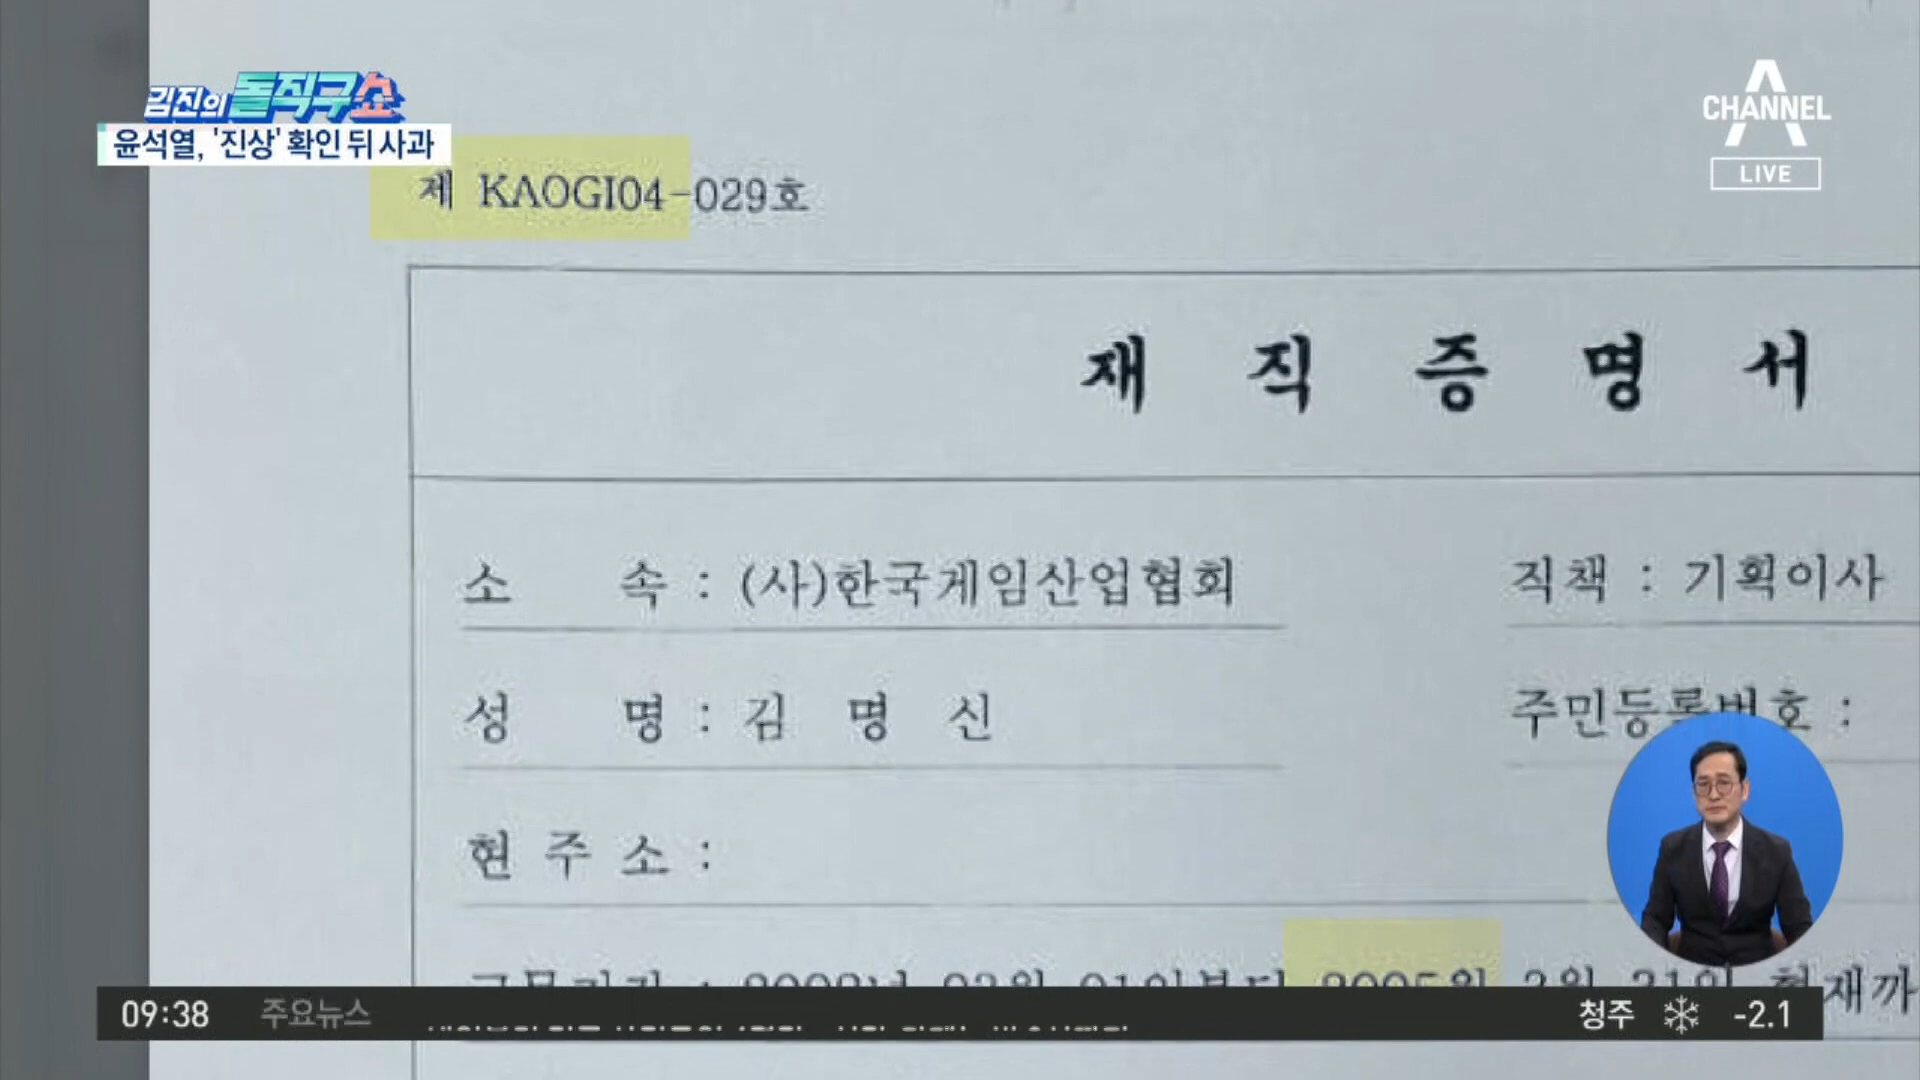 김진의 돌직구쇼
윤석열, '진상' 확인 뒤 사과
CHANNEL A
LIVE
제 KAOGI04-029호
재 직 증 명 서
소 속 : (사)한국게임산업협회
직책 : 기획이사
성 명 : 김 명 신
주민등록번호 :
현 주 소 :
09:38 주요뉴스
청주 -2.1